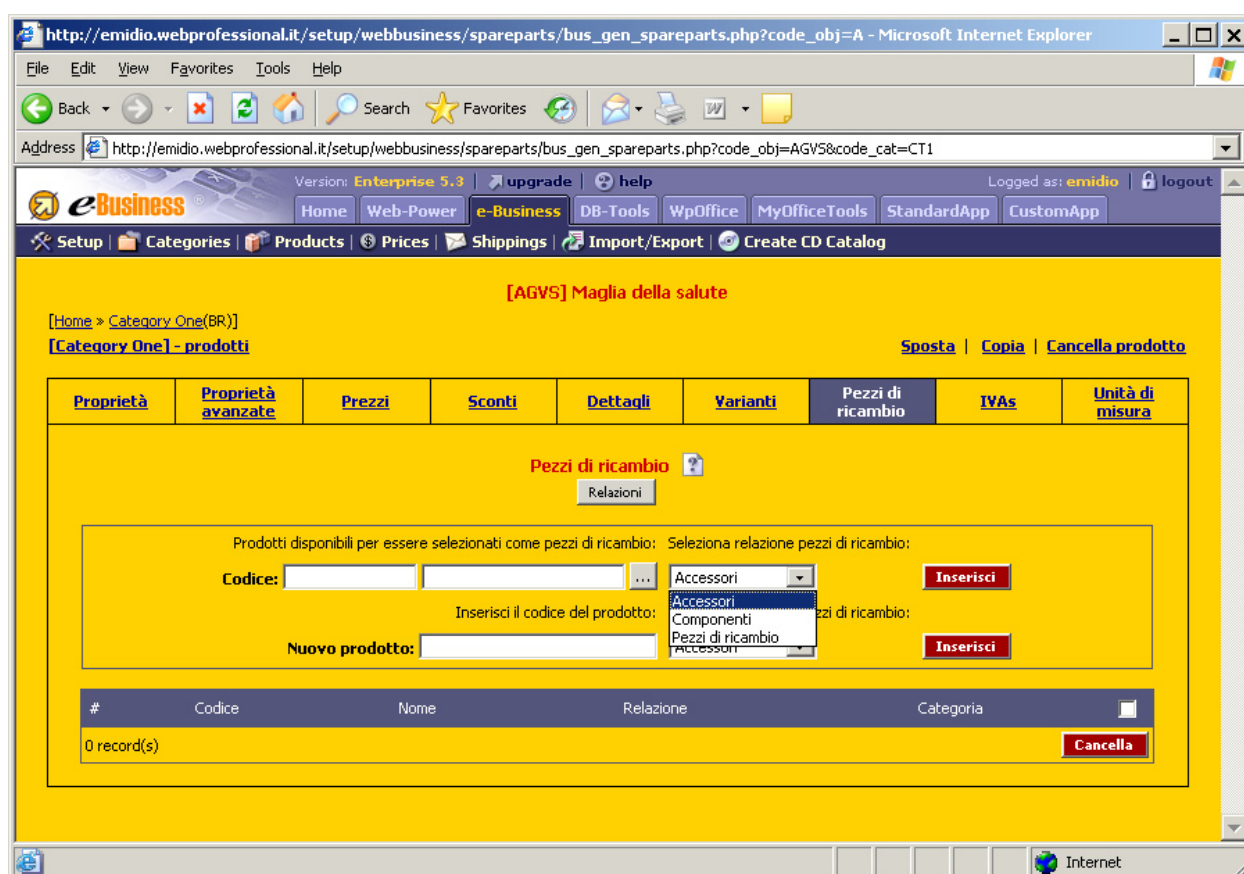 http://emidio.webprofessional.it/setup/webbusiness/spareparts/bus_gen_spareparts.php?code_obj=A - Microsoft Internet Explorer
File Edit View Favorites Tools Help
Back Search Favorites
Address http://emidio.webprofessional.it/setup/webbusiness/spareparts/bus_gen_spareparts.php?code_obj=AGVS&code_cat=CT1
Version: Enterprise 5.3 | upgrade | help Logged as: emidio | logout
e-Business ® Home Web-Power e-Business DB-Tools WpOffice MyOfficeTools StandardApp CustomApp
Setup | Categories | Products | Prices | Shippings | Import/Export | Create CD Catalog
[AGVS] Maglia della salute
[Home » Category One(BR)]
[Category One] - prodotti Sposta | Copia | Cancella prodotto
Proprietà Proprietà avanzate Prezzi Sconti Dettagli Varianti Pezzi di ricambio IVAs Unità di misura
Pezzi di ricambio
Relazioni
Prodotti disponibili per essere selezionati come pezzi di ricambio: Seleziona relazione pezzi di ricambio:
Codice: ... Accessori Inserisci
Accessori
Inserisci il codice del prodotto: zzi di ricambio:
Componenti
Pezzi di ricambio
Nuovo prodotto: Accessori Inserisci
# Codice Nome Relazione Categoria
0 record(s) Cancella
Internet